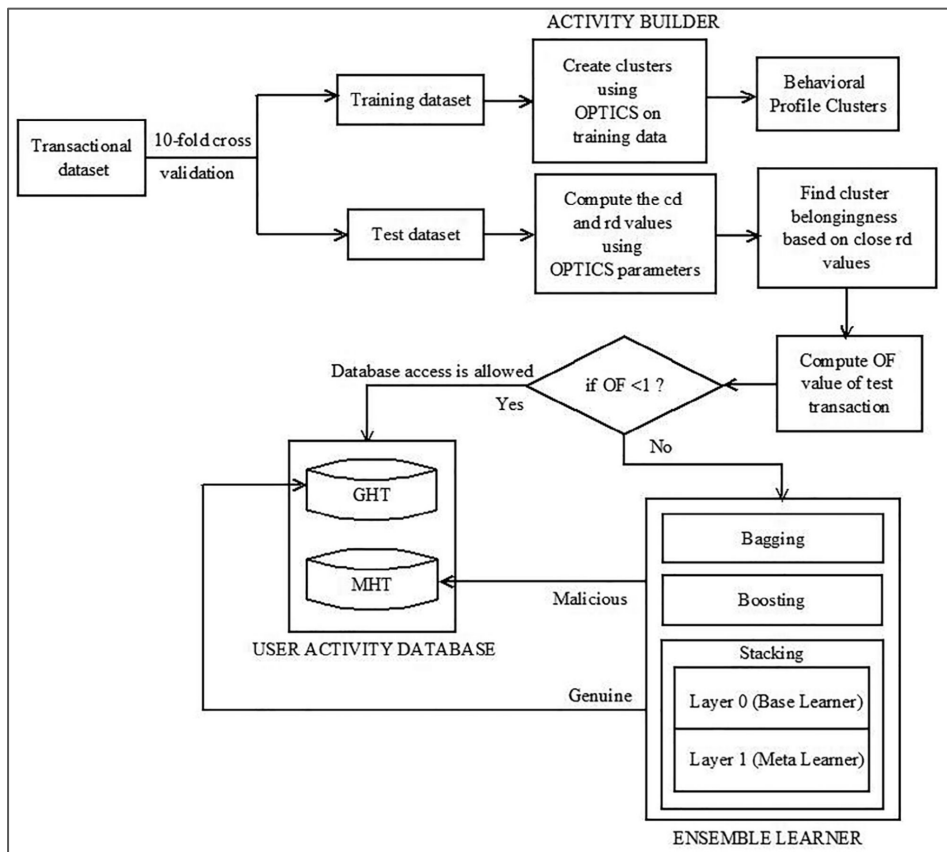 ACTIVITY BUILDER
Transactional
dataset
10-fold cross
validation
Training dataset
Create clusters
using
OPTICS on
training data
Behavioral
Profile Clusters
Test dataset
Compute the cd
and rd values
using
OPTICS parameters
Find cluster
belongingness
based on close rd
values
Compute OF
value of test
transaction
if OF <1 ?
Database access is allowed
Yes
No
GHT
MHT
USER ACTIVITY DATABASE
Malicious
Genuine
Bagging
Boosting
Stacking
Layer 0 (Base Learner)
Layer 1 (Meta Learner)
ENSEMBLE LEARNER